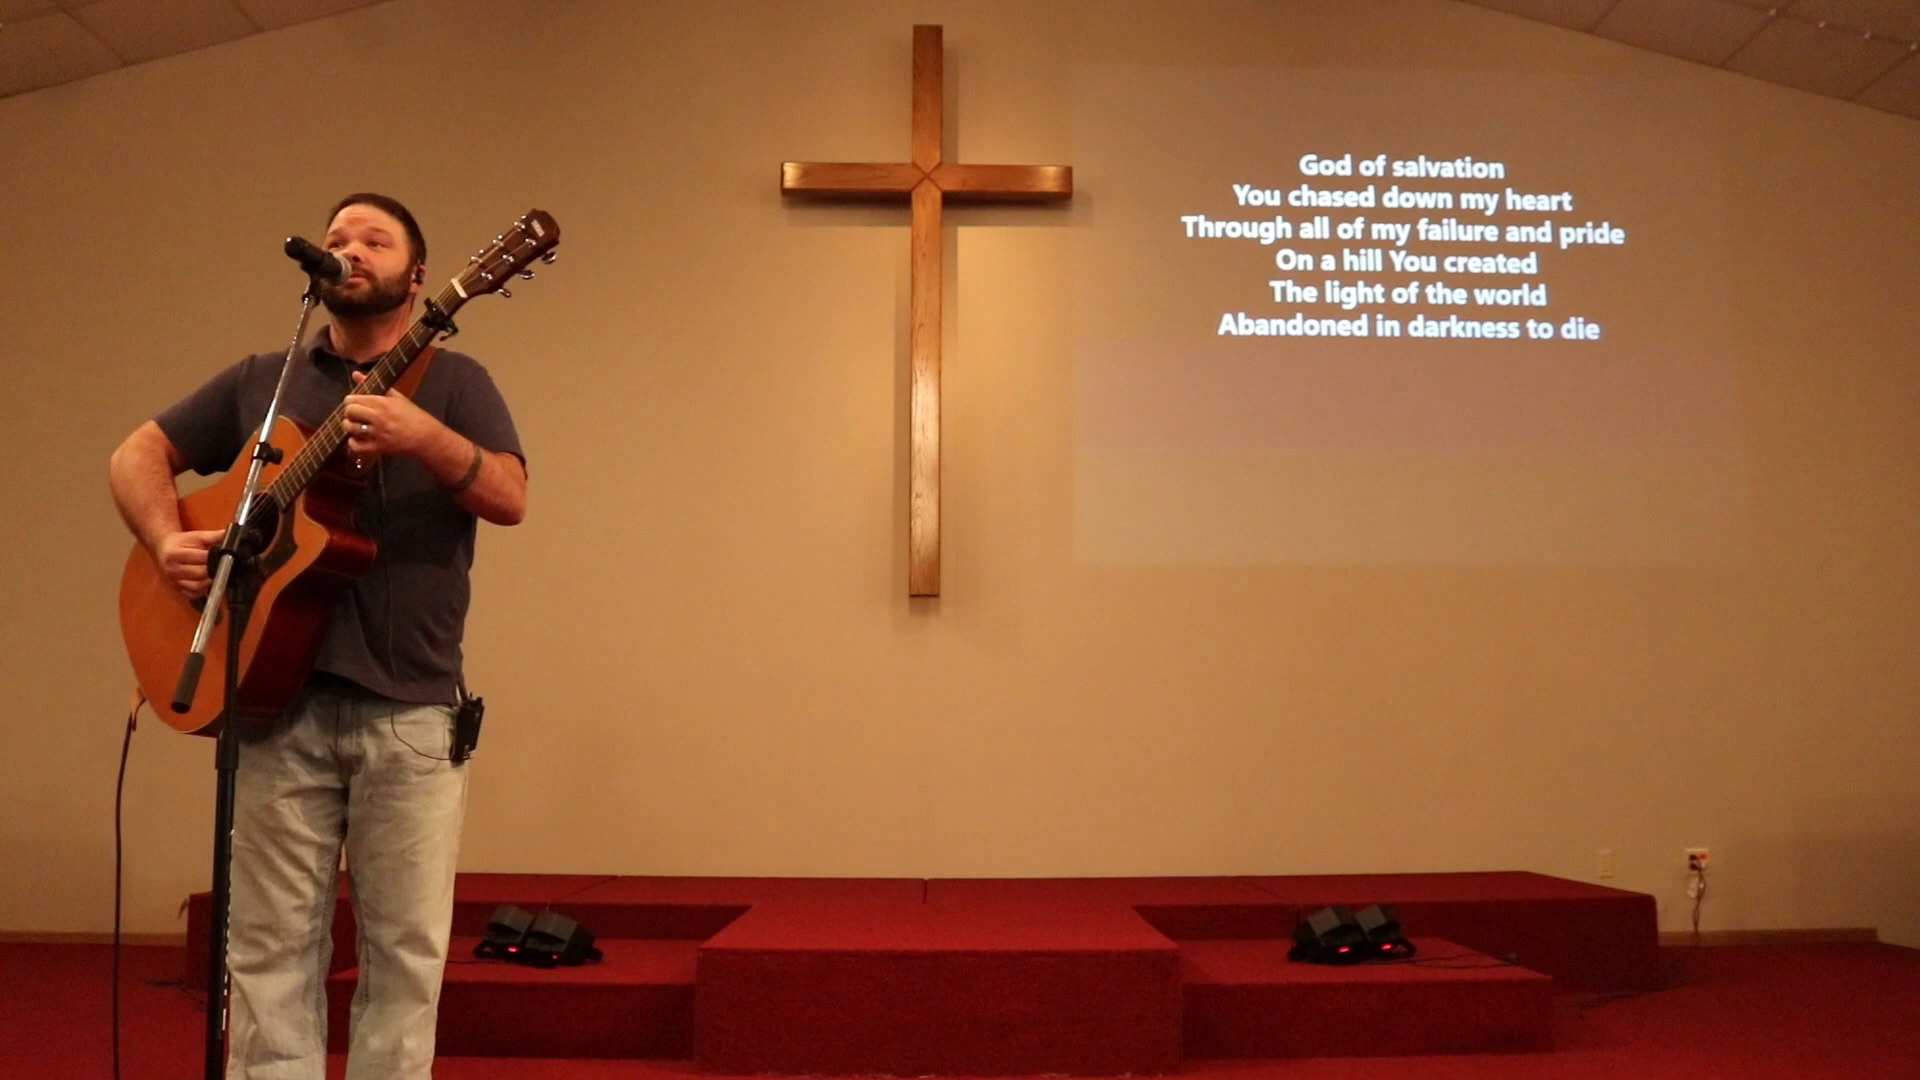 God of salvation
You chased down my heart
Through all of my failure and pride
On a hill You created
The light of the world
Abandoned in darkness to die